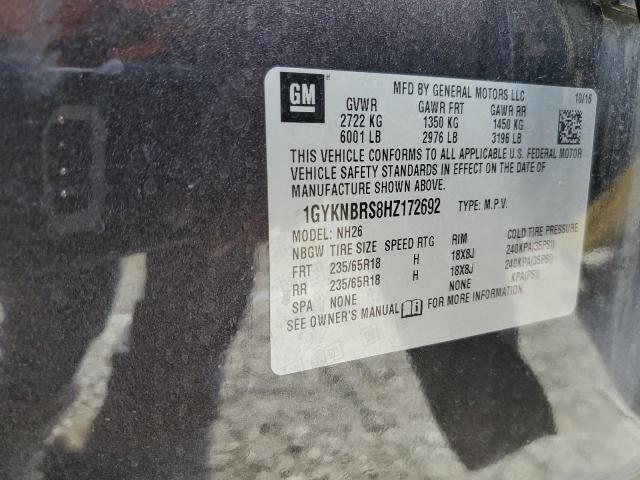 GM
MFD BY GENERAL MOTORS LLC 10/16
GVWR GAWR FRT GAWR RR
2722 KG 1350 KG 1450 KG
6001 LB 2976 LB 3196 LB
THIS VEHICLE CONFORMS TO ALL APPLICABLE U.S. FEDERAL MOTOR
VEHICLE SAFETY STANDARDS IN EFFECT ON THE DATE OF
MANUFACTURE SHOWN ABOVE.
1GYKNBRS8HZ172692 TYPE: M.P.V.
MODEL: NH26
NBGW TIRE SIZE SPEED RTG RIM COLD TIRE PRESSURE
FRT 235/65R18 H 18X8J 240KPA(35PSI)
RR 235/65R18 H 18X8J 240KPA(35PSI)
SPA NONE NONE KPA(PSI)
SEE OWNER'S MANUAL FOR MORE INFORMATION.